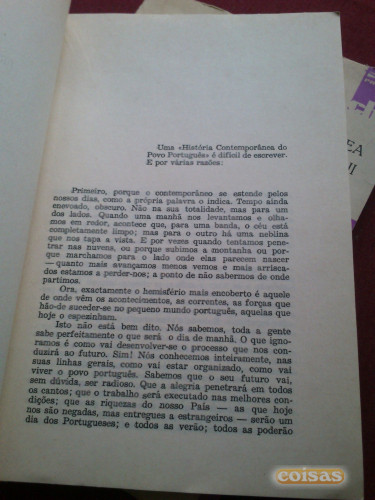 Uma «História Contemporânea do
Povo Português» é difícil de escrever.
E por várias razões:
Primeiro, porque o contemporâneo se estende pelos
nossos dias, como a própria palavra o indica. Tempo ainda
enevoado, obscuro. Não na sua totalidade, mas para um
dos lados. Quando uma manhã nos levantamos e olha-
mos em redor, acontece que, para uma banda, o céu está
completamente limpo; mas para o outro há uma neblina
que nos tapa a vista. E por vezes quando tentamos pene-
trar nas nuvens, ou subimos a montanha ou por-
que marchamos para o lado onde elas parecem nascer
— quanto mais avançamos menos vemos e mais arrisca-
dos estamos a perder-nos; a ponto de não sabermos de onde
partimos.
Ora, exactamente o hemisfério mais encoberto é aquele
de onde vêm os acontecimentos, as correntes, as forças que
hão-de suceder-se no pequeno mundo português, aquelas que
hoje o espezinham.
Isto não está bem dito. Nós sabemos, toda a gente
sabe perfeitamente o que será o dia de manhã. O que igno-
ramos é como vai desenvolver-se o processo que nos con-
duzirá ao futuro. Sim! Nós conhecemos inteiramente, nas
suas linhas gerais, como vai estar organizado, como vai
viver o povo português. Sabemos que o seu futuro vai,
sem dúvida, ser radioso. Que a alegria penetrará em todos
os cantos; que o trabalho será executado nas melhores con-
dições; que as riquezas do nosso País — as que hoje
nos são negadas, mas entregues a estrangeiros — serão um
dia dos Portugueses; e todos as verão; todos as poderão
EA
VI
coisas